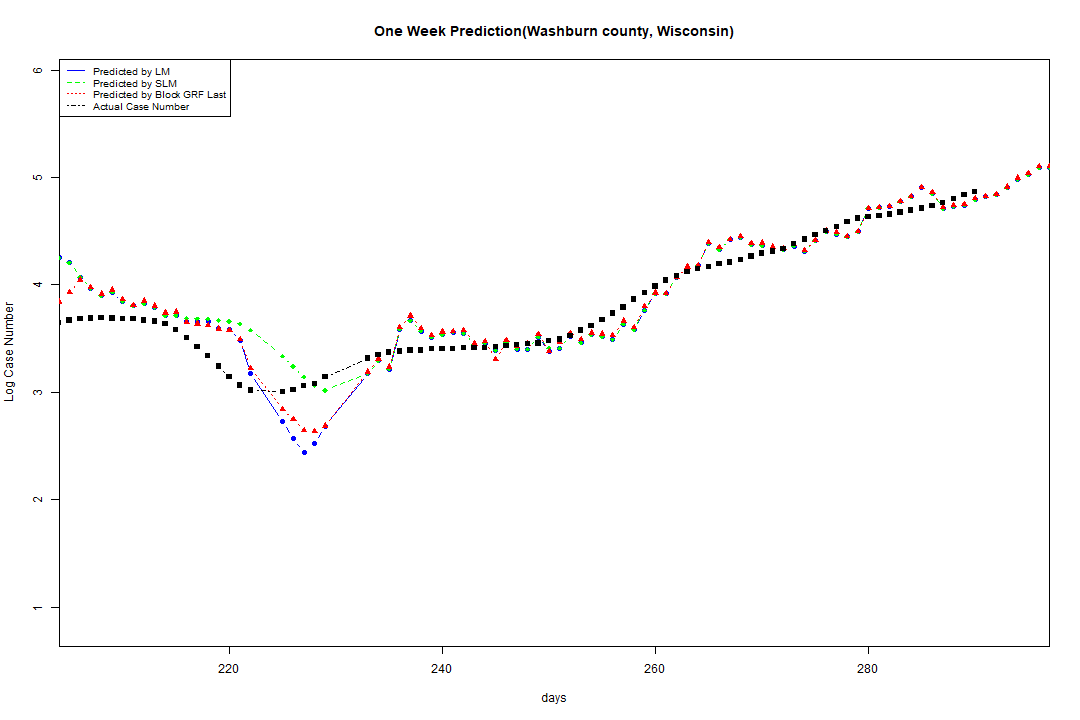 One Week Prediction(Washburn county, Wisconsin)
Predicted by LM
Predicted by SLM
Predicted by Block GRF Last
Actual Case Number
6
5
4
3
2
1
Log Case Number
220 240 260 280
days